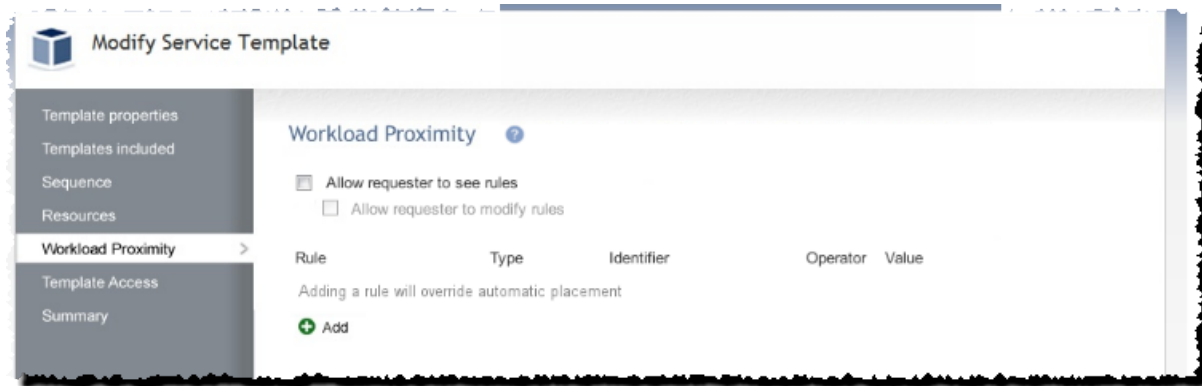 Modify Service Template
Template properties
Templates included
Sequence
Resources
Workload Proximity >
Template Access
Summary
Workload Proximity ?
Allow requester to see rules
Allow requester to modify rules
Rule Type Identifier Operator Value
Adding a rule will override automatic placement
Add